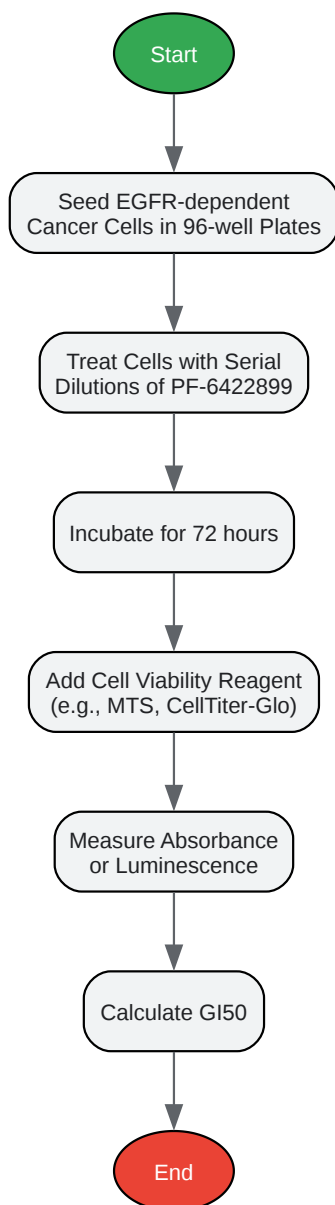 Start
Seed EGFR-dependent
Cancer Cells in 96-well Plates
Treat Cells with Serial
Dilutions of PF-6422899
Incubate for 72 hours
Add Cell Viability Reagent
(e.g., MTS, CellTiter-Glo)
Measure Absorbance
or Luminescence
Calculate GI50
End